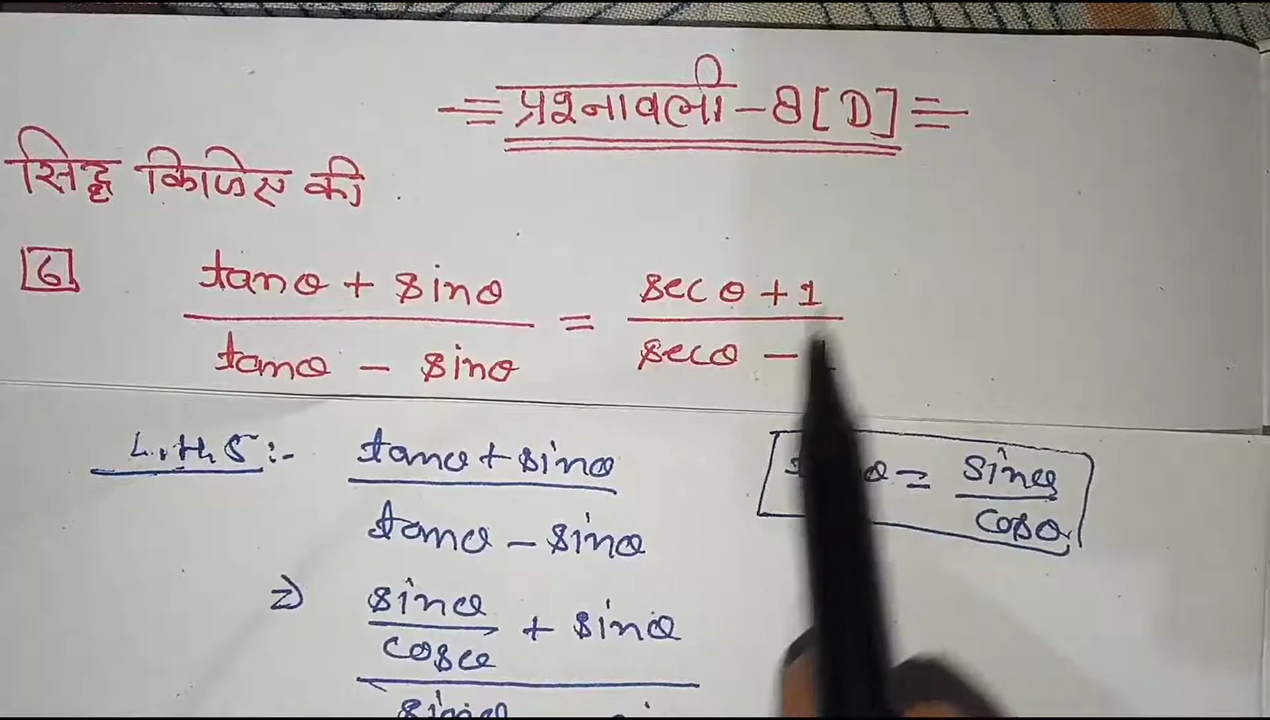 प्रश्नावली - 8 [D]
सिद्ध किजिए की
6 tanθ + sinθ / tanθ - sinθ = secθ + 1 / secθ -
L.H.S :- tanθ + sinθ / tanθ - sinθ
θ = sinθ / cosθ
⇒ sinθ / cosθ + sinθ